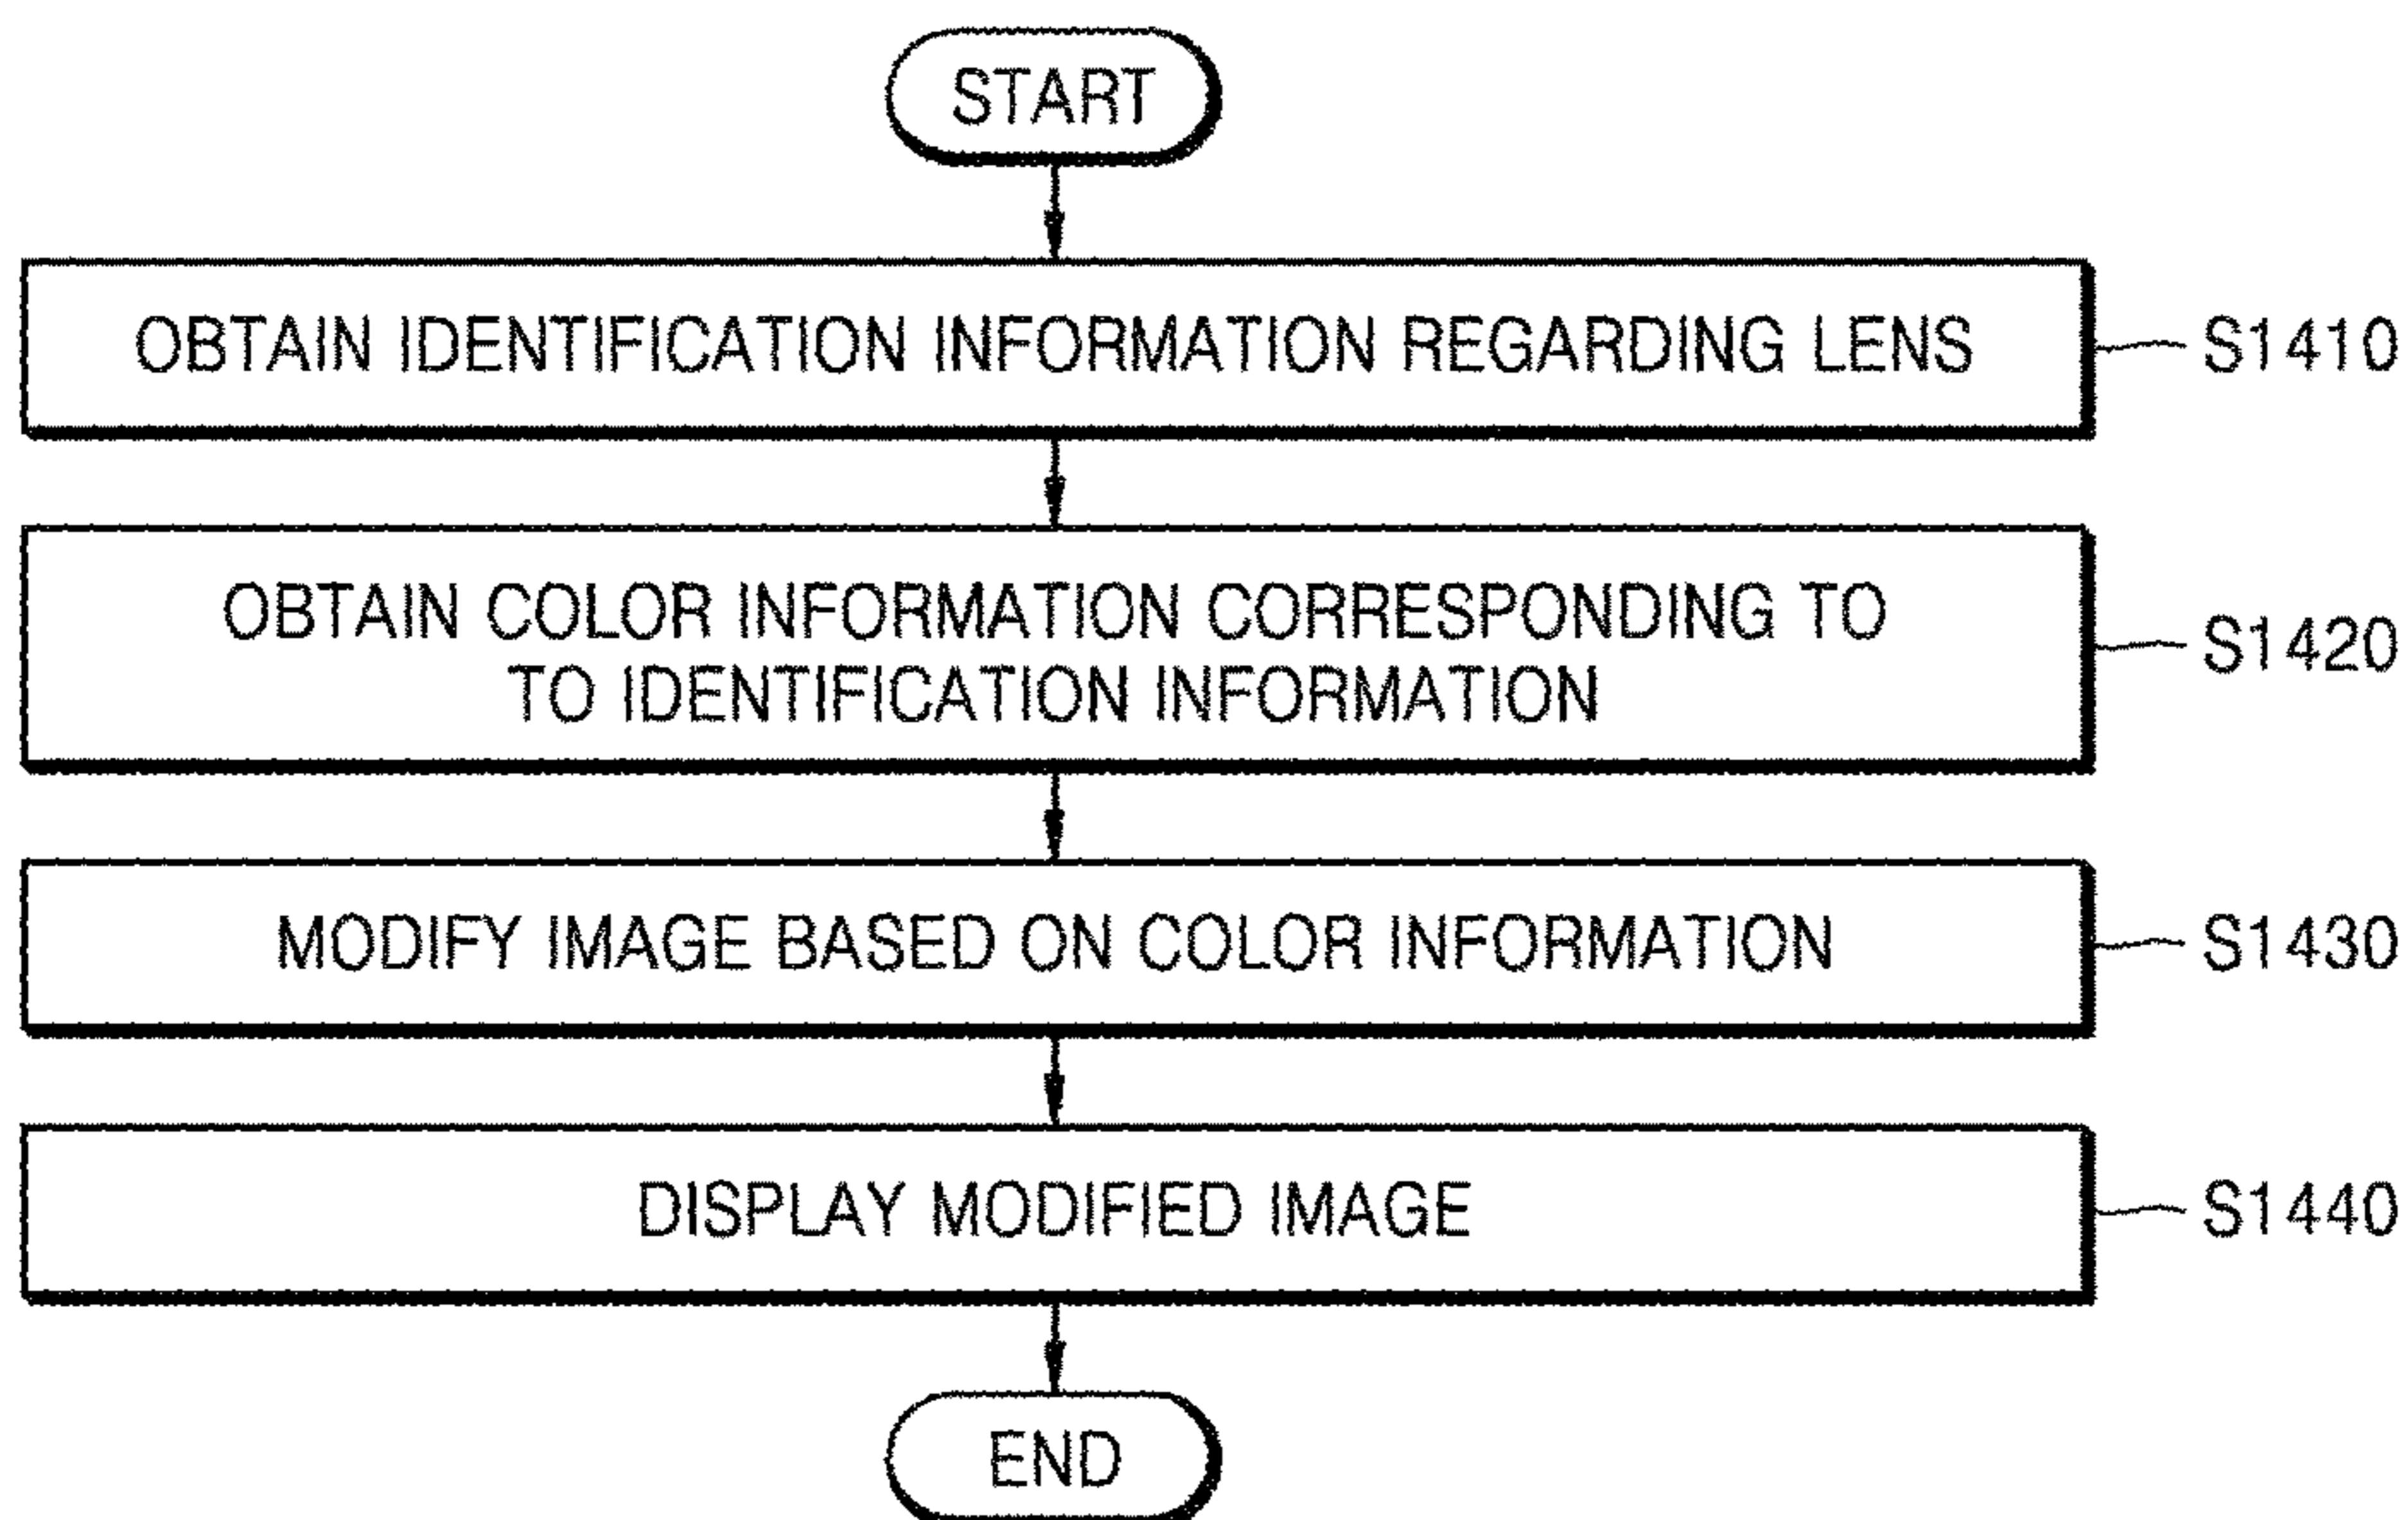 START
OBTAIN IDENTIFICATION INFORMATION REGARDING LENS
S1410
OBTAIN COLOR INFORMATION CORRESPONDING TO
TO IDENTIFICATION INFORMATION
S1420
MODIFY IMAGE BASED ON COLOR INFORMATION
S1430
DISPLAY MODIFIED IMAGE
S1440
END